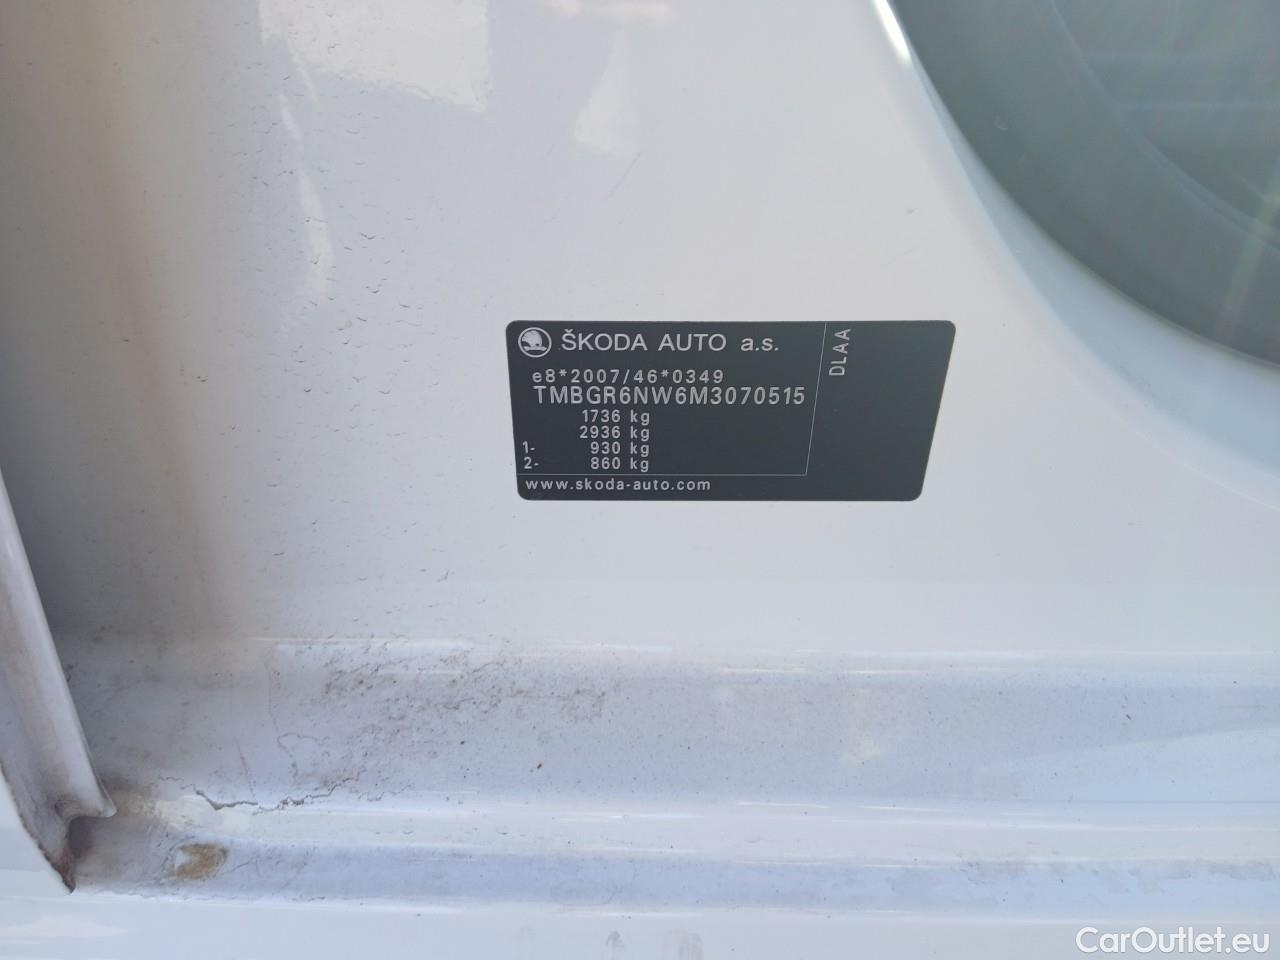 ŠKODA AUTO a.s.
DLAA
e8*2007/46*0349
TMBGR6NW6M3070515
1736 kg
2936 kg
1- 930 kg
2- 860 kg
www.skoda-auto.com
CarOutlet.eu